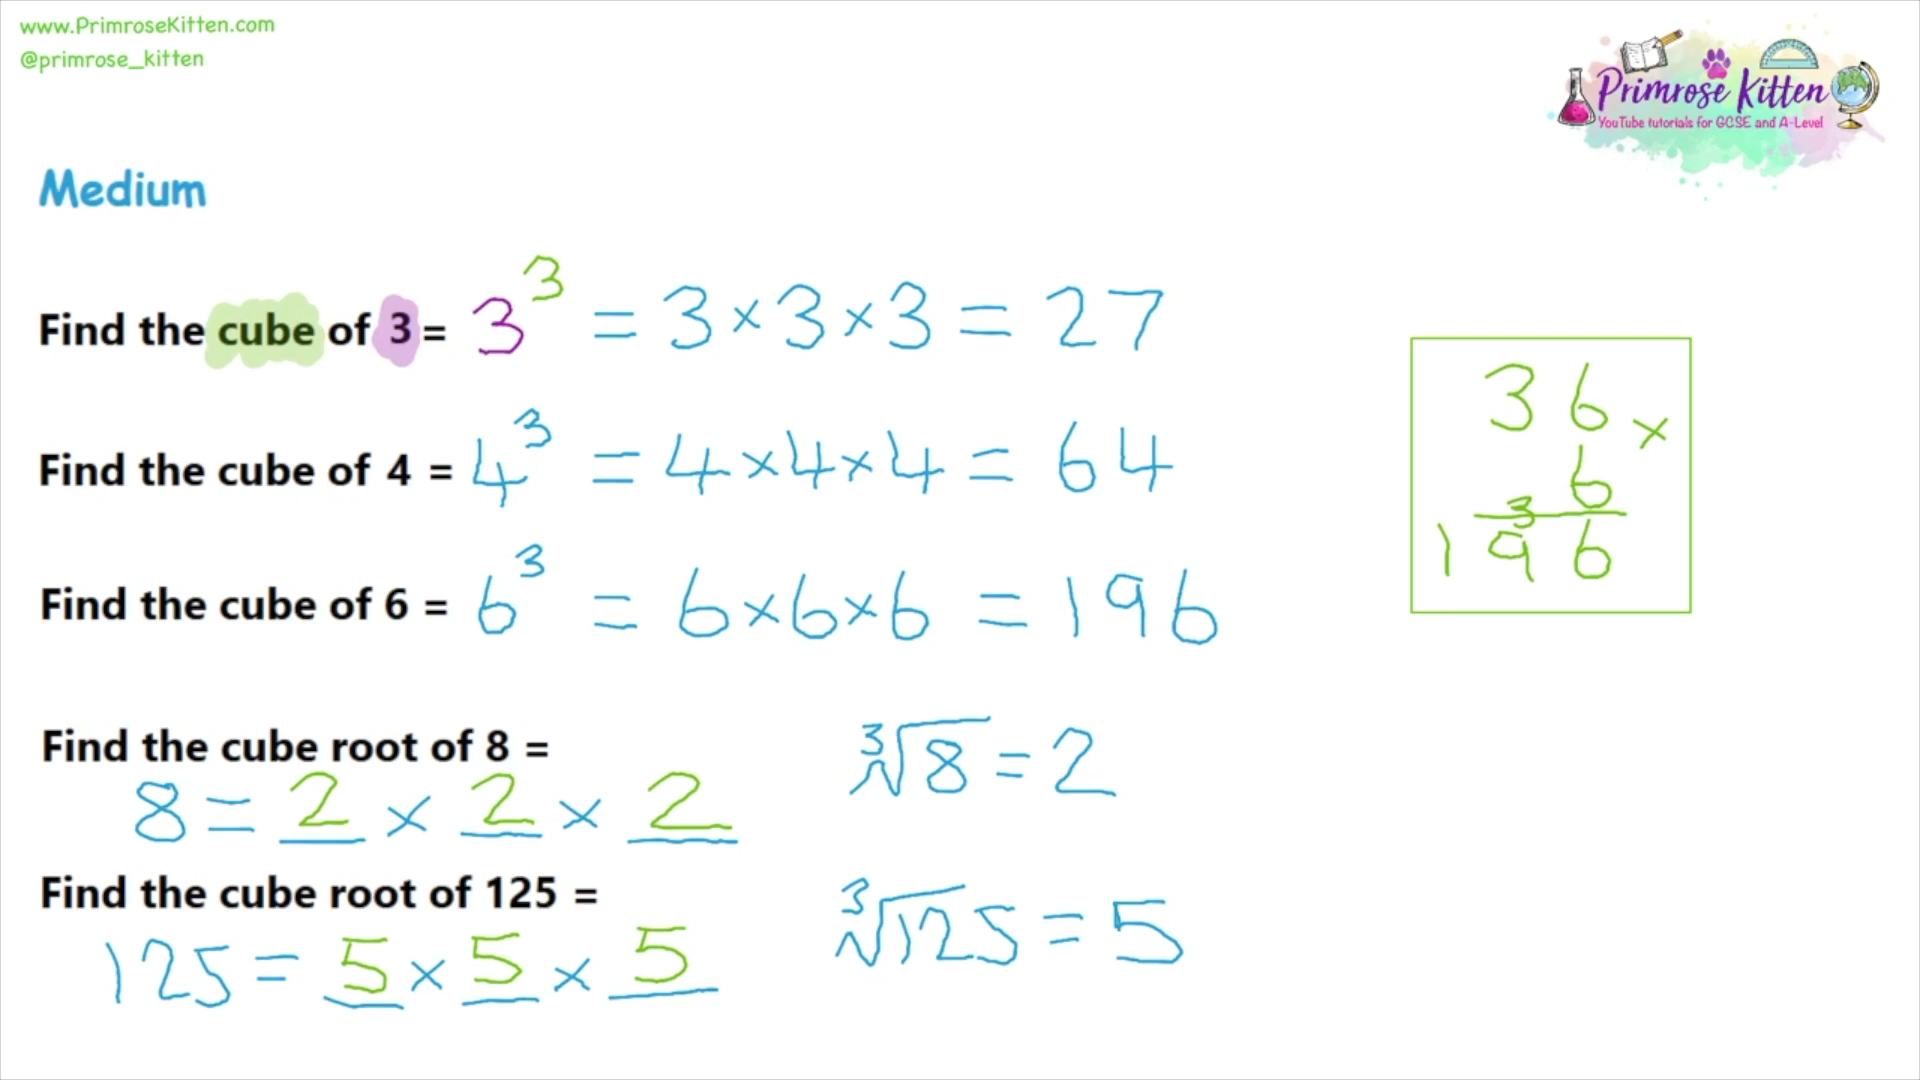 www.PrimroseKitten.com
@primrose_kitten
Primrose Kitten
YouTube tutorials for GCSE and A-Level
Medium
Find the cube of 3 = 3³ = 3 × 3 × 3 = 27
Find the cube of 4 = 4³ = 4 × 4 × 4 = 64
Find the cube of 6 = 6³ = 6 × 6 × 6 = 196
36 ×
6
3
196
Find the cube root of 8 =
∛8 = 2
8 = 2 × 2 × 2
Find the cube root of 125 =
∛125 = 5
125 = 5 × 5 × 5